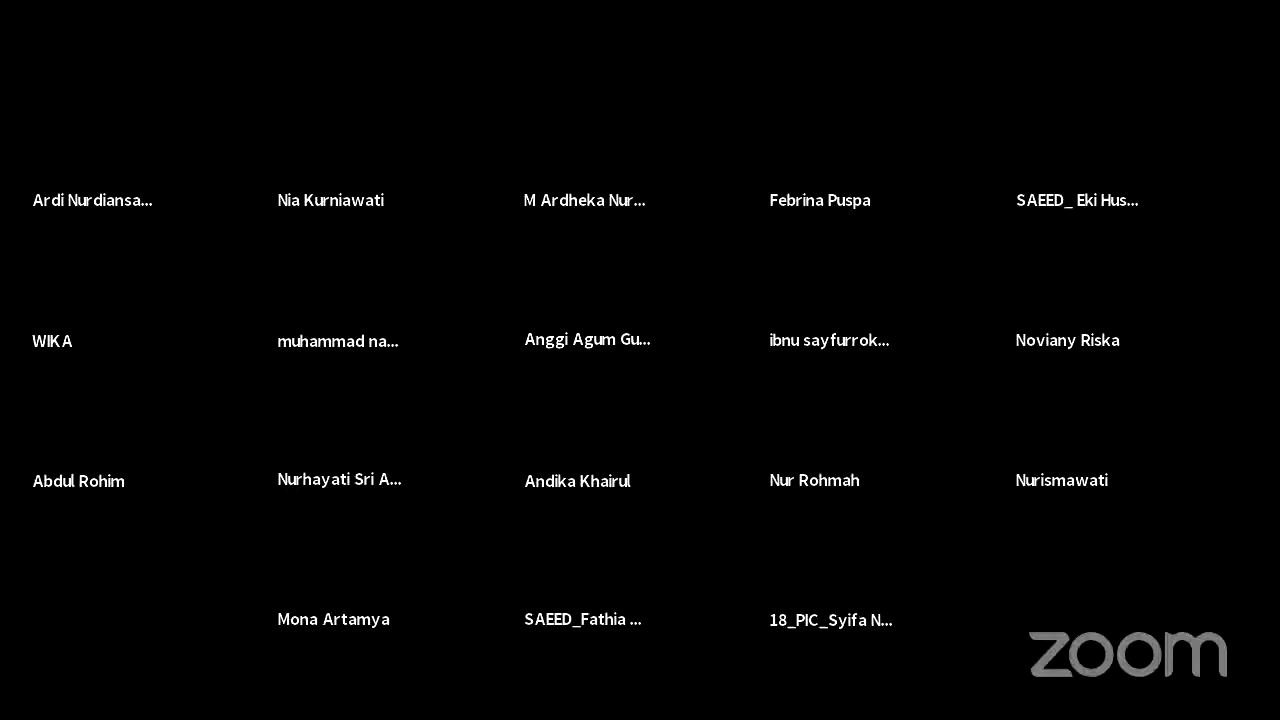 Ardi Nurdiansa... Nia Kurniawati M Ardheka Nur... Febrina Puspa SAEED_ Eki Hus...
WIKA muhammad na... Anggi Agum Gu... ibnu sayfurrok... Noviany Riska
Abdul Rohim Nurhayati Sri A... Andika Khairul Nur Rohmah Nurismawati
Mona Artamya SAEED_Fathia ... 18_PIC_Syifa N...
zoom